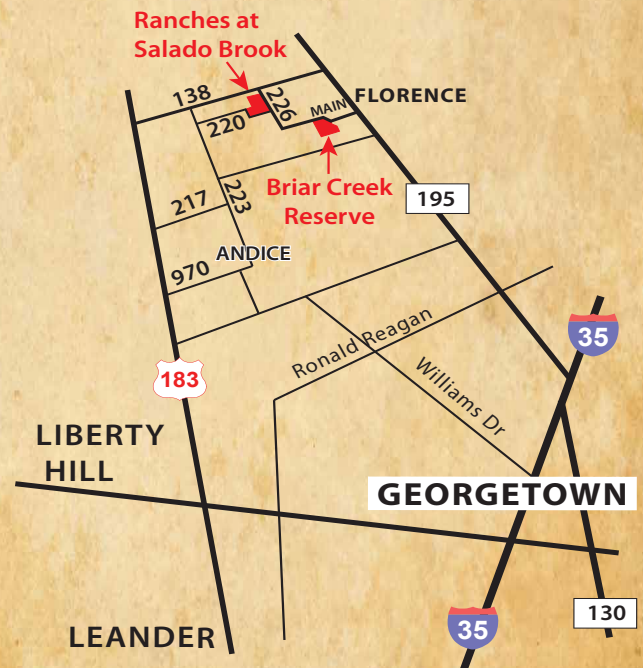 Ranches at
Salado Brook
138
226
MAIN
FLORENCE
220
Briar Creek
Reserve
195
217
223
ANDICE
970
Ronald Reagan
35
183
Williams Dr
LIBERTY
HILL
GEORGETOWN
130
35
LEANDER